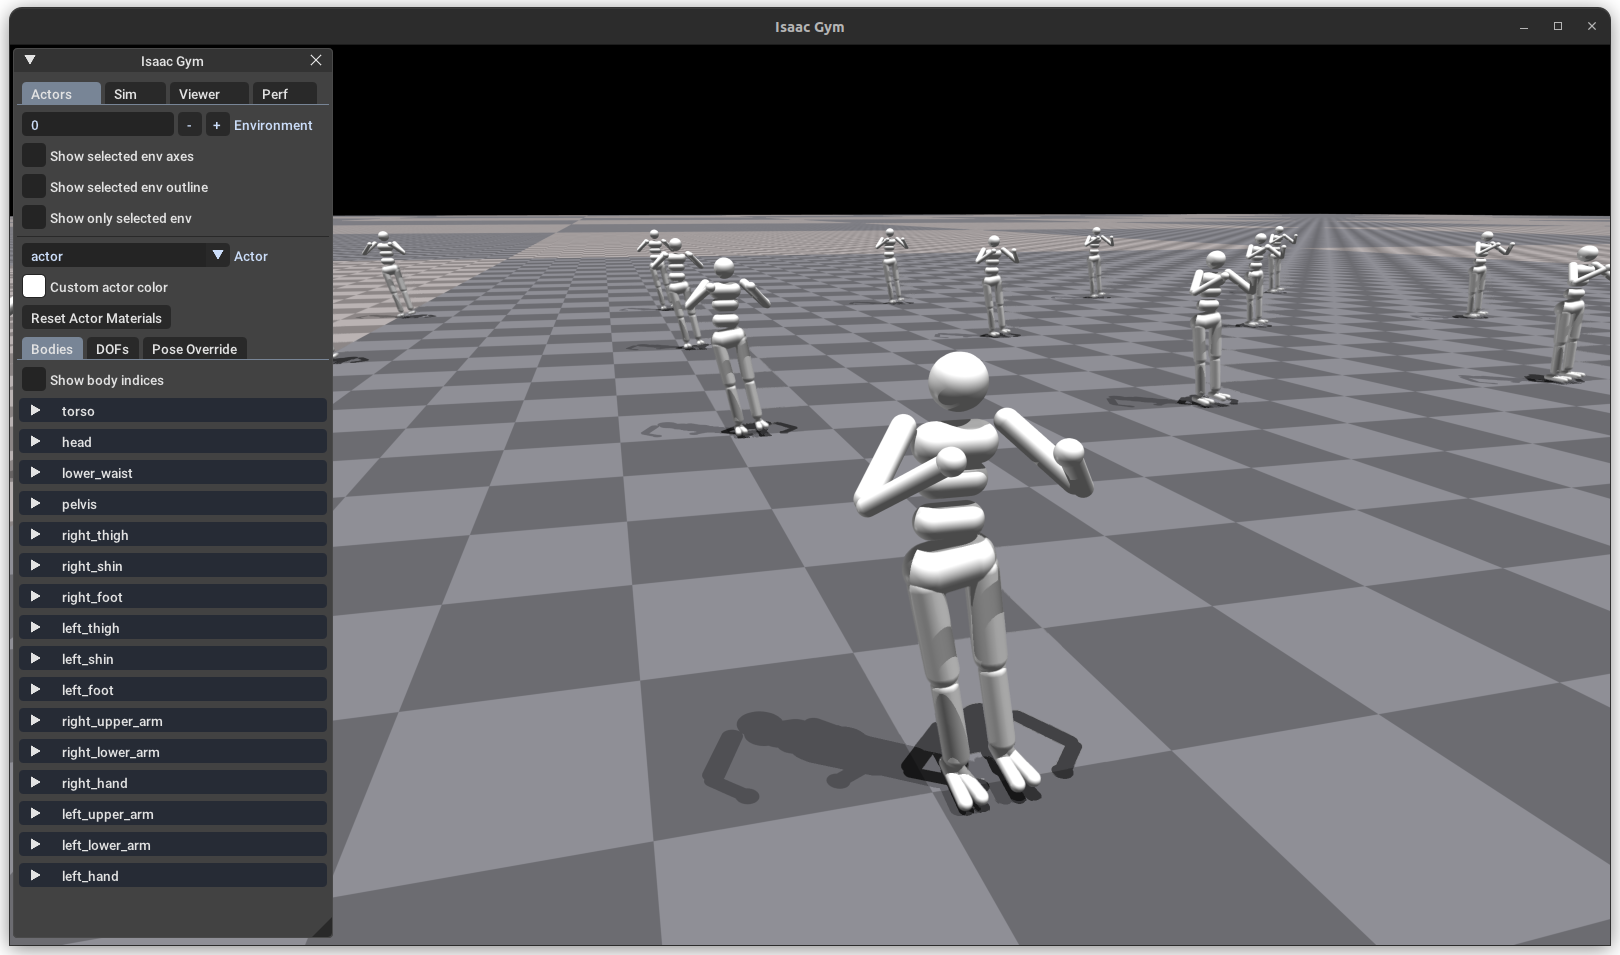 Isaac Gym
Isaac Gym
Actors Sim Viewer Perf
0 - + Environment
Show selected env axes
Show selected env outline
Show only selected env
actor Actor
Custom actor color
Reset Actor Materials
Bodies DOFs Pose Override
Show body indices
torso
head
lower_waist
pelvis
right_thigh
right_shin
right_foot
left_thigh
left_shin
left_foot
right_upper_arm
right_lower_arm
right_hand
left_upper_arm
left_lower_arm
left_hand